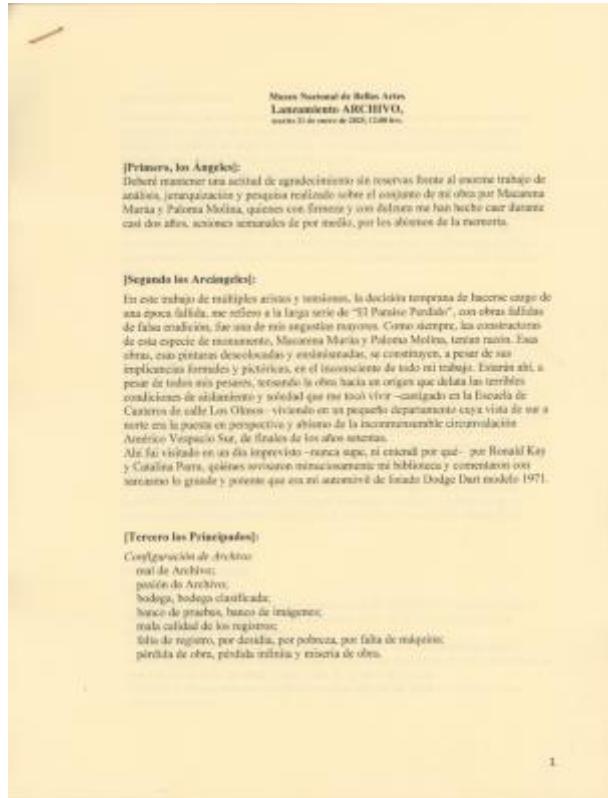 Museo Nacional de Bellas Artes
Lanzamiento ARCHIVO,
martes 21 de enero de 2025, 12:00 hrs.
[Primero, los Ángeles]:
Deberé mantener una actitud de agradecimiento sin reservas frente al enorme trabajo de
análisis, jerarquización y pesquisa realizado sobre el conjunto de mi obra por Macarena
Murúa y Paloma Molina, quienes con firmeza y con dulzura me han hecho caer durante
casi dos años, sesiones semanales de por medio, por los abismos de la memoria.
[Segundo los Arcángeles]:
En este trabajo de múltiples aristas y tensiones, la decisión temprana de hacerse cargo de
una época fallida, me refiero a la larga serie de “El Paraíso Perdido”, con obras fallidas
de falsa erudición, fue una de mis angustias mayores. Como siempre, las constructoras
de esta especie de monumento, Macarena Murúa y Paloma Molina, tenían razón. Esas
obras, esas pinturas descolocadas y ensimismadas, se constituyen, a pesar de sus
implicancias formales y pictóricas, en el inconsciente de todo mi trabajo. Estarán ahí, a
pesar de todos mis pesares, tensando la obra hacia un origen que delata las terribles
condiciones de aislamiento y soledad que me tocó vivir –castigado en la Escuela de
Canteros de calle Los Olmos– viviendo en un pequeño departamento cuya vista de sur a
norte era la puesta en perspectiva y abismo de la inconmensurable circunvalación
Américo Vespucio Sur, de finales de los años setentas.
Ahí fui visitado en un día imprevisto –nunca supe, ni entendí por qué– por Ronald Kay
y Catalina Parra, quiénes revisaron minuciosamente mi biblioteca y comentaron con
sarcasmo lo grande y potente que era mi automóvil de listado Dodge Dart modelo 1971.
[Tercero los Principados]:
Configuración de Archivo:
mal de Archivo;
pasión de Archivo;
bodega, bodega clasificada;
banco de pruebas, banco de imágenes;
mala calidad de los registros;
falta de registro, por desidia, por pobreza, por falta de máquina;
pérdida de obra, pérdida infinita y miseria de obra.
1